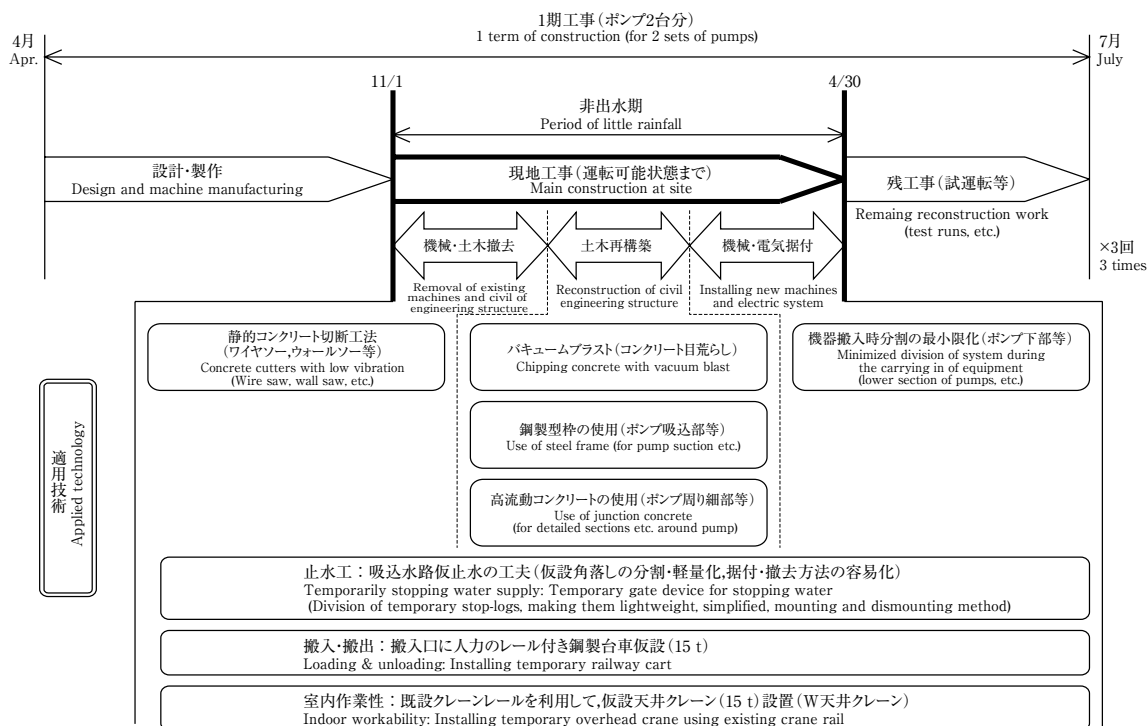 1期工事(ポンプ2台分)
1 term of construction (for 2 sets of pumps)
4月
Apr.
7月
July
11/1
4/30
非出水期
Period of little rainfall
設計・製作
Design and machine manufacturing
現地工事(運転可能状態まで)
Main construction at site
残工事(試運転等)
Remaing reconstruction work
(test runs, etc.)
×3回
3 times
機械・土木撤去
土木再構築
機械・電気据付
Removal of existing
machines and civil of
engineering structure
Reconstruction of civil
engineering structure
Installing new machines
and electric system
静的コンクリート切断工法
(ワイヤソー,ウォールソー等)
Concrete cutters with low vibration
(Wire saw, wall saw, etc.)
バキュームブラスト(コンクリート目荒らし)
Chipping concrete with vacuum blast
機器搬入時分割の最小限化(ポンプ下部等)
Minimized division of system during
the carrying in of equipment
(lower section of pumps, etc.)
鋼製型枠の使用(ポンプ吸込部等)
Use of steel frame (for pump suction etc.)
高流動コンクリートの使用(ポンプ周り細部等)
Use of junction concrete
(for detailed sections etc. around pump)
適用技術
Applied technology
止水工:吸込水路仮止水の工夫(仮設角落しの分割・軽量化,据付・撤去方法の容易化)
Temporarily stopping water supply: Temporary gate device for stopping water
(Division of temporary stop-logs, making them lightweight, simplified, mounting and dismounting method)
搬入・搬出:搬入口に人力のレール付き鋼製台車仮設(15 t)
Loading & unloading: Installing temporary railway cart
室内作業性:既設クレーンレールを利用して,仮設天井クレーン(15 t)設置(W天井クレーン)
Indoor workability: Installing temporary overhead crane using existing crane rail